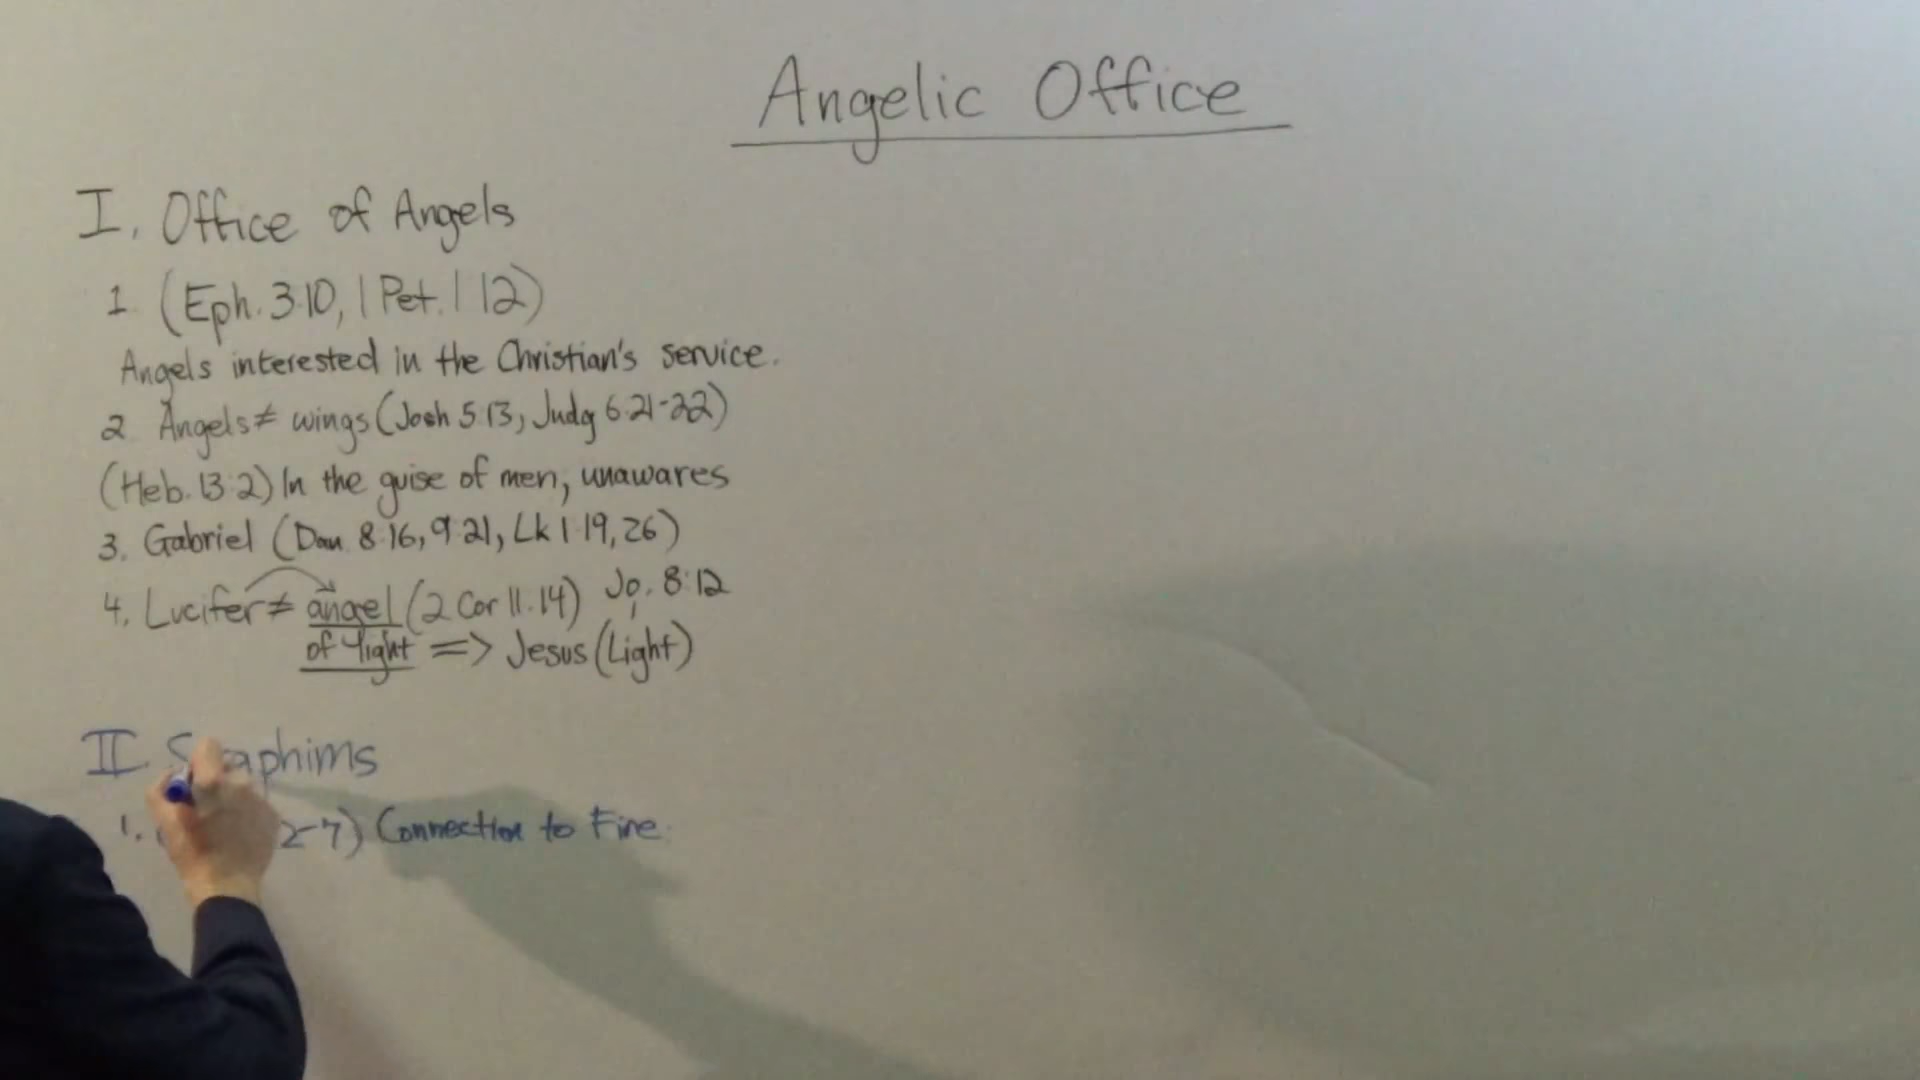 Angelic Office
I. Office of Angels
1 (Eph. 3:10, 1 Pet. 1 12)
Angels interested in the Christian's service.
2 Angels ≠ wings (Josh 5:13, Judg 6:21-22)
(Heb. 13:2) In the guise of men, unawares
3. Gabriel (Dan 8:16, 9:21, Lk 1:19, 26)
4. Lucifer ≠ angel (2 Cor 11:14) Jo. 8:12
of light => Jesus (Light)
II.
1. 2-7) Connection to Fire.